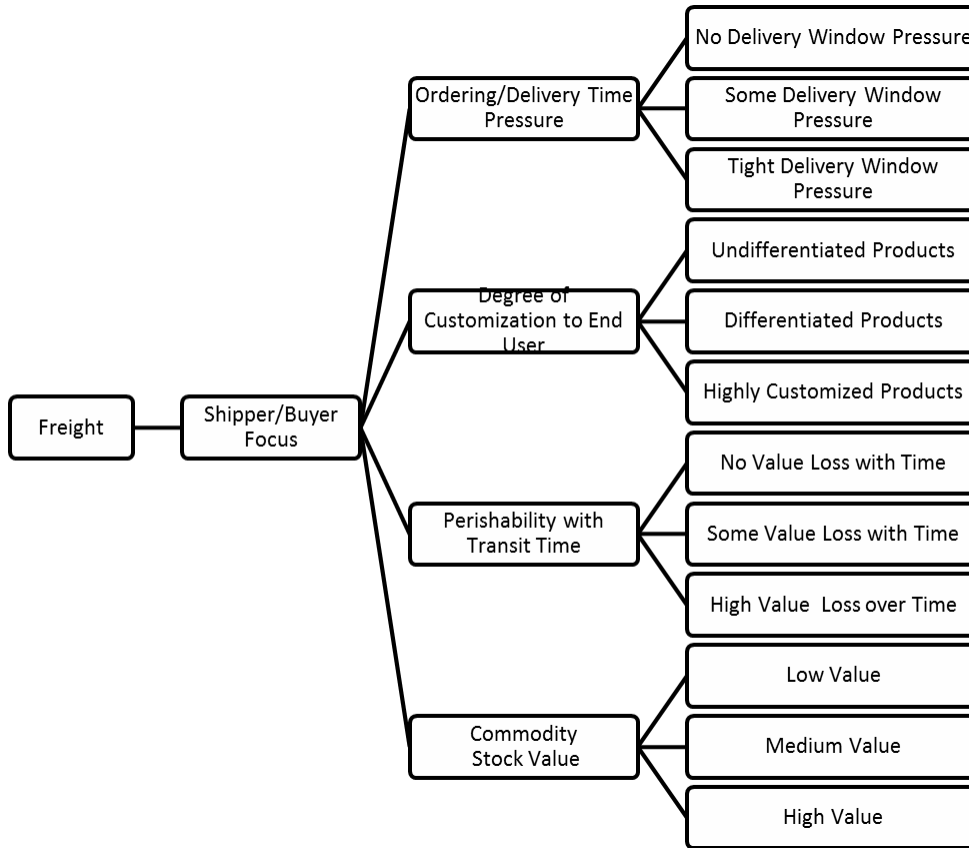 No Delivery Window Pressure
Ordering/Delivery Time
Pressure
Some Delivery Window
Pressure
Tight Delivery Window
Pressure
Undifferentiated Products
Degree of
Customization to End
User
Differentiated Products
Highly Customized Products
Freight
Shipper/Buyer
Focus
No Value Loss with Time
Perishability with
Transit Time
Some Value Loss with Time
High Value Loss over Time
Low Value
Commodity
Stock Value
Medium Value
High Value